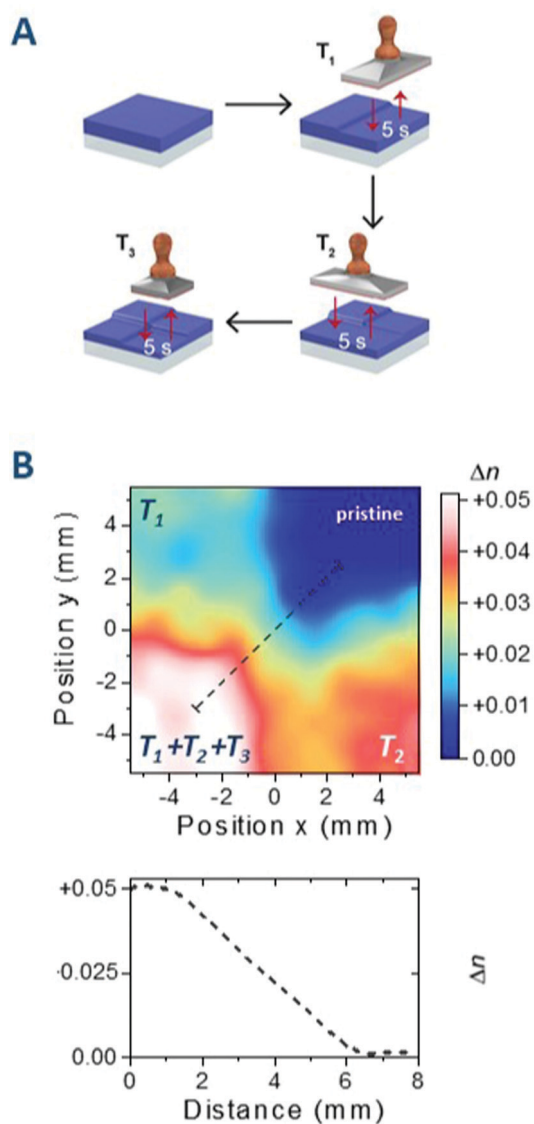 A
T1
5 s
T3
T2
5 s
5 s
B
Δn
T1
pristine
+0.05
4
+0.04
2
+0.03
0
+0.02
-2
+0.01
-4
T1+T2+T3
T2
0.00
-4
-2
0
2
4
Position y (mm)
Position x (mm)
+0.05
·0.025
Δn
0.00
0
2
4
6
8
Distance (mm)